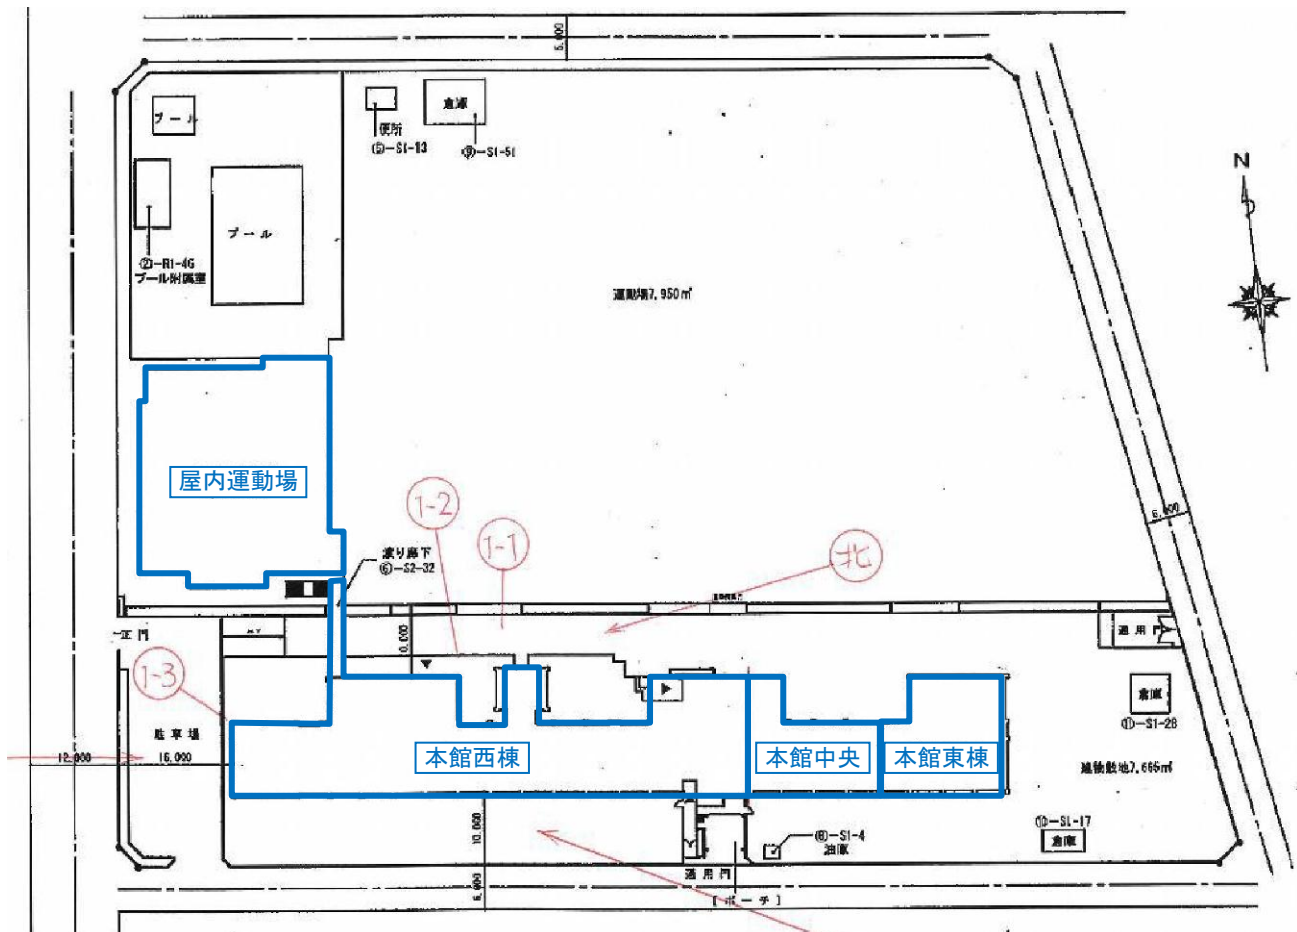 5,000
プール
便所
⑤-S1-13
倉庫
⑨-S1-51
プール
②-R1-46
プール附属室
運動場7,950㎡
N
屋内運動場
1-2
1-1
北
渡り廊下
⑥-S2-32
6,000
正門
通用門
1-3
駐車場
12,000
16,000
本館西棟
本館中央
本館東棟
倉庫
⑪-S1-28
建物敷地7,666㎡
10,000
⑧-S1-4
油庫
⑩-S1-17
倉庫
通用門
6,000
[ポーチ]